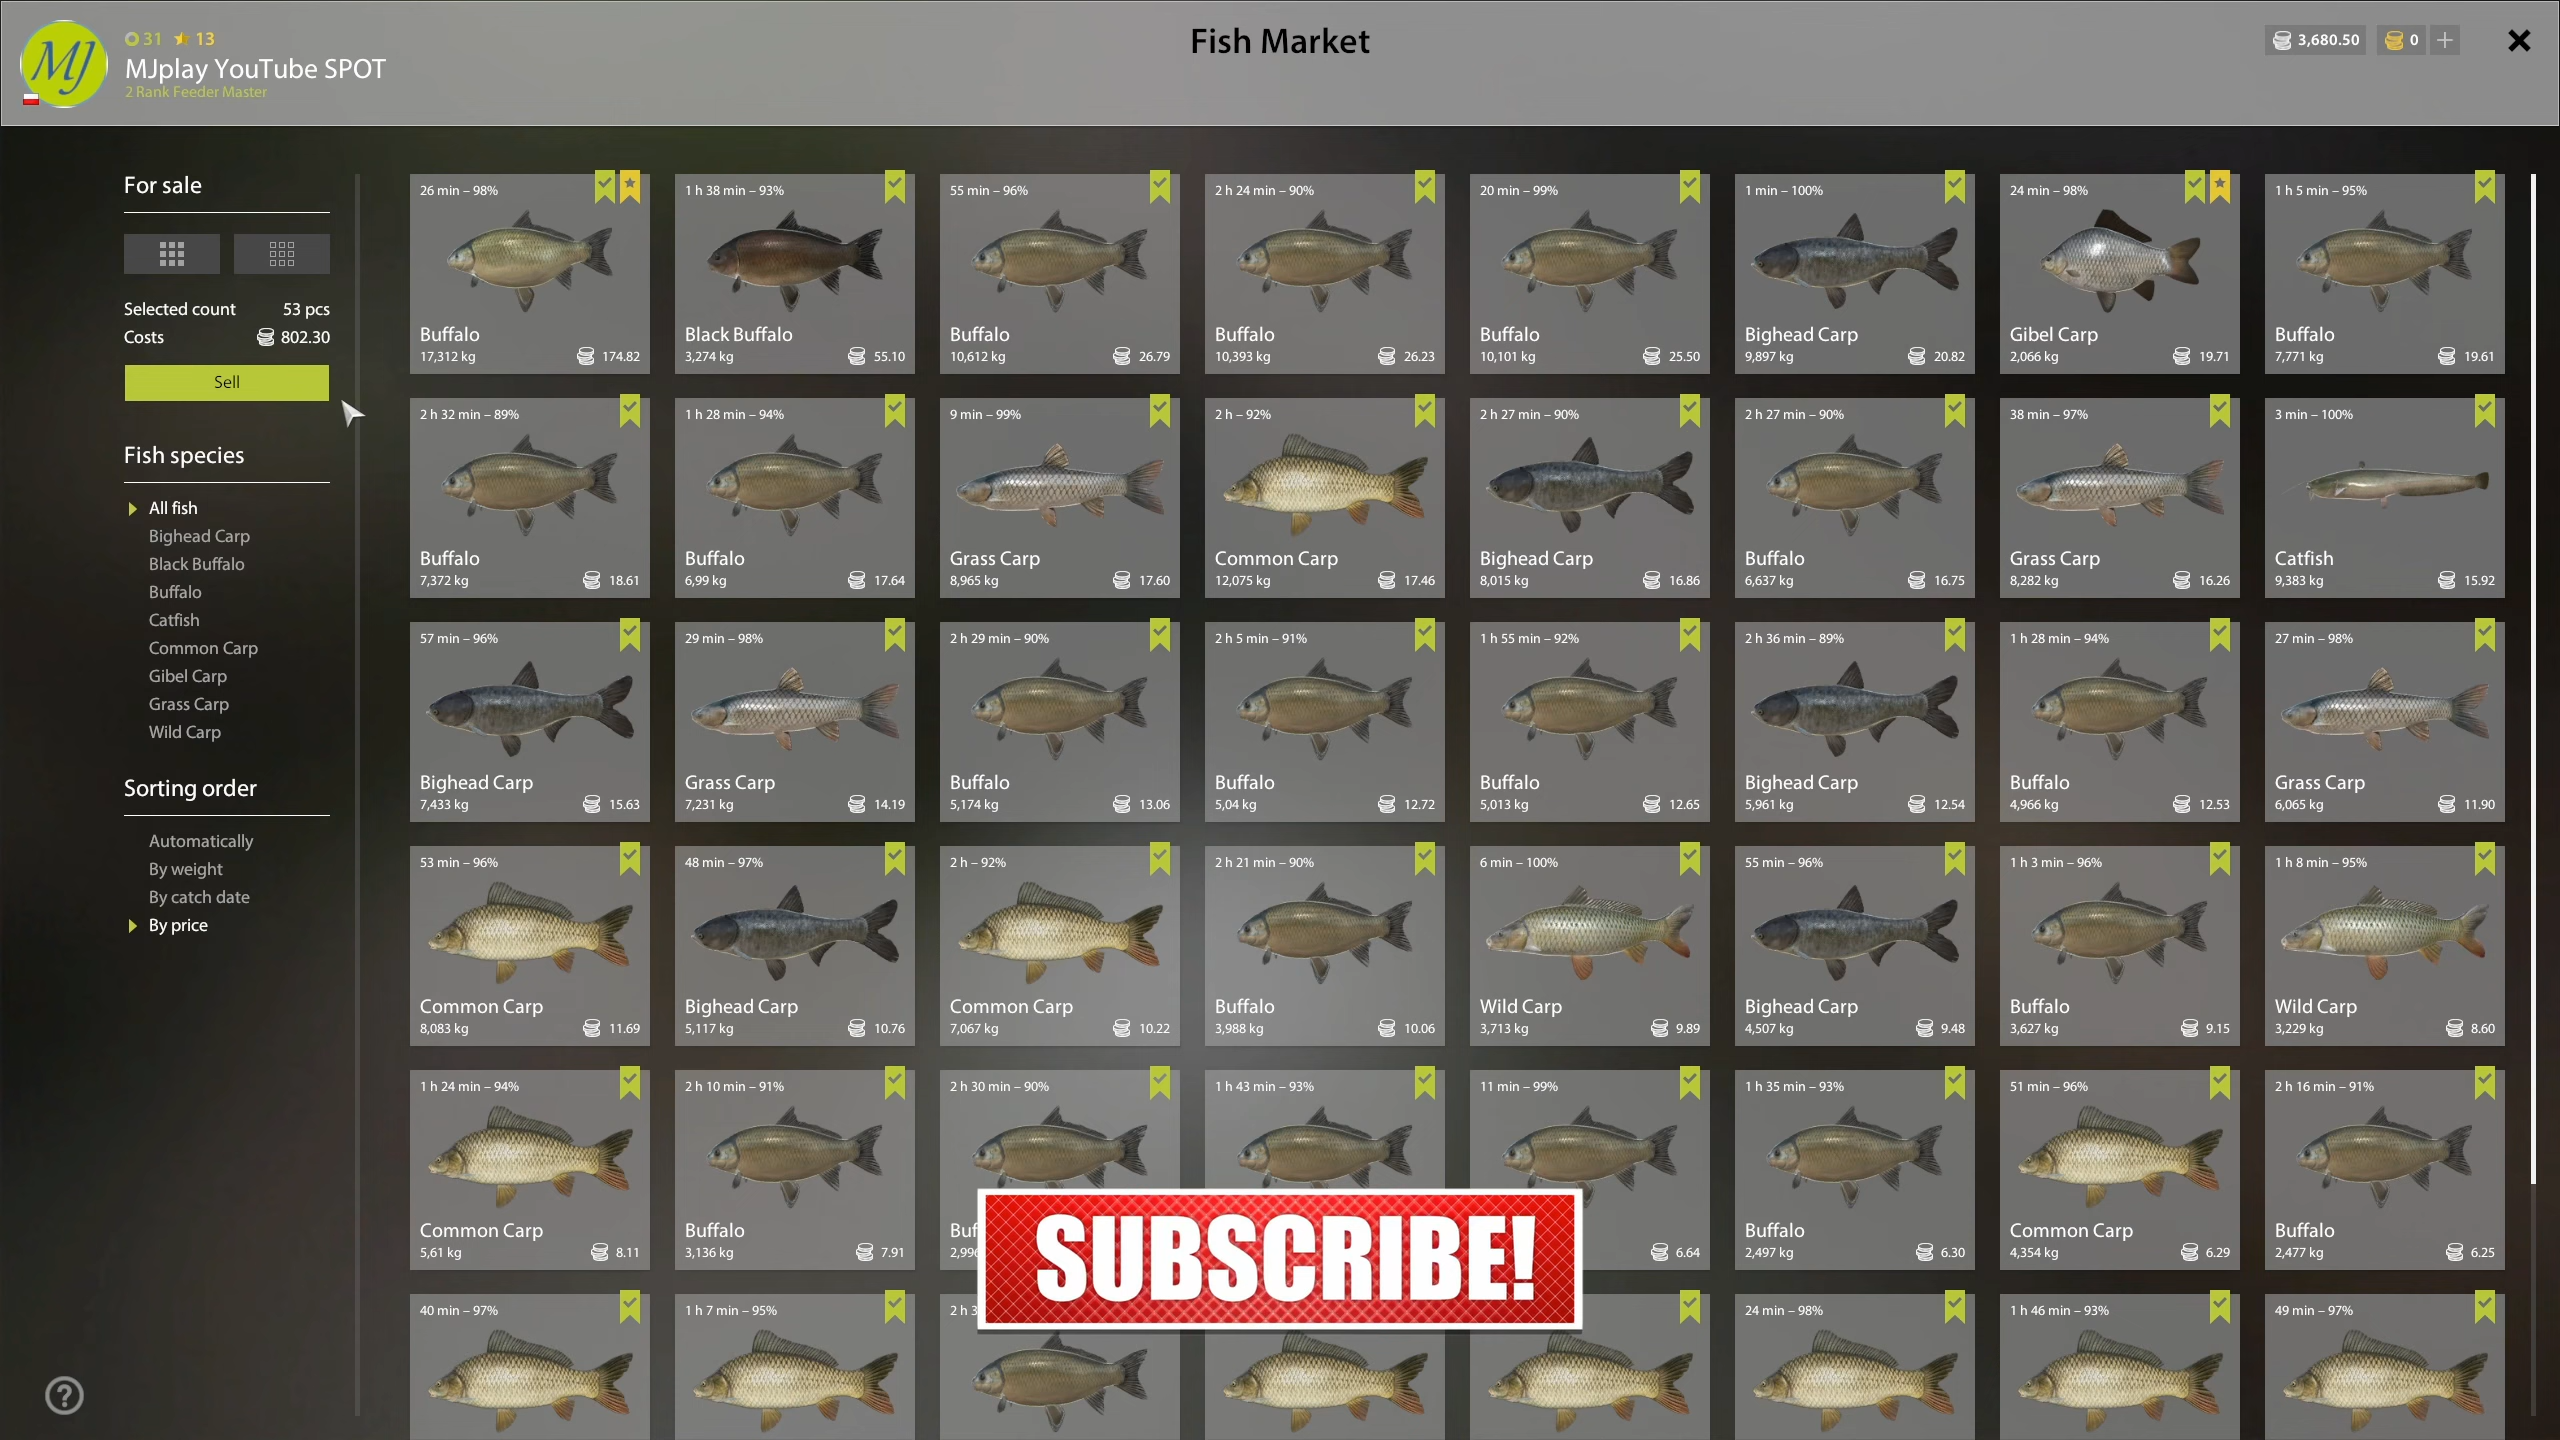 MJ
31 13
MJplay YouTube SPOT
2 Rank Feeder Master
Fish Market
3,680.50 0
For sale
Selected count 53 pcs
Costs 802.30
Sell
Fish species
All fish
Bighead Carp
Black Buffalo
Buffalo
Catfish
Common Carp
Gibel Carp
Grass Carp
Wild Carp
Sorting order
Automatically
By weight
By catch date
By price
26 min – 98% 1 h 38 min – 93% 55 min – 96% 2 h 24 min – 90% 20 min – 99% 1 min – 100% 24 min – 98% 1 h 5 min – 95%
Buffalo Black Buffalo Buffalo Buffalo Buffalo Bighead Carp Gibel Carp Buffalo
17,312 kg 174.82 3,274 kg 55.10 10,612 kg 26.79 10,393 kg 26.23 10,101 kg 25.50 9,897 kg 20.82 2,066 kg 19.71 7,771 kg 19.61
2 h 32 min – 89% 1 h 28 min – 94% 9 min – 99% 2 h – 92% 2 h 27 min – 90% 2 h 27 min – 90% 38 min – 97% 3 min – 100%
Buffalo Buffalo Grass Carp Common Carp Bighead Carp Buffalo Grass Carp Catfish
7,372 kg 18.61 6,99 kg 17.64 8,965 kg 17.60 12,075 kg 17.46 8,015 kg 16.86 6,637 kg 16.75 8,282 kg 16.26 9,383 kg 15.92
57 min – 96% 29 min – 98% 2 h 29 min – 90% 2 h 5 min – 91% 1 h 55 min – 92% 2 h 36 min – 89% 1 h 28 min – 94% 27 min – 98%
Bighead Carp Grass Carp Buffalo Buffalo Buffalo Bighead Carp Buffalo Grass Carp
7,433 kg 15.63 7,231 kg 14.19 5,174 kg 13.06 5,04 kg 12.72 5,013 kg 12.65 5,961 kg 12.54 4,966 kg 12.53 6,065 kg 11.90
53 min – 96% 48 min – 97% 2 h – 92% 2 h 21 min – 90% 6 min – 100% 55 min – 96% 1 h 3 min – 96% 1 h 8 min – 95%
Common Carp Bighead Carp Common Carp Buffalo Wild Carp Bighead Carp Buffalo Wild Carp
8,083 kg 11.69 5,117 kg 10.76 7,067 kg 10.22 3,988 kg 10.06 3,713 kg 9.89 4,507 kg 9.48 3,627 kg 9.15 3,229 kg 8.60
1 h 24 min – 94% 2 h 10 min – 91% 2 h 30 min – 90% 1 h 43 min – 93% 11 min – 99% 1 h 35 min – 93% 51 min – 96% 2 h 16 min – 91%
Common Carp Buffalo Buf Buffalo Common Carp Buffalo
5,61 kg 8.11 3,136 kg 7.91 2,996 6.64 2,497 kg 6.30 4,354 kg 6.29 2,477 kg 6.25
SUBSCRIBE!
40 min – 97% 1 h 7 min – 95% 2 h 3 24 min – 98% 1 h 46 min – 93% 49 min – 97%